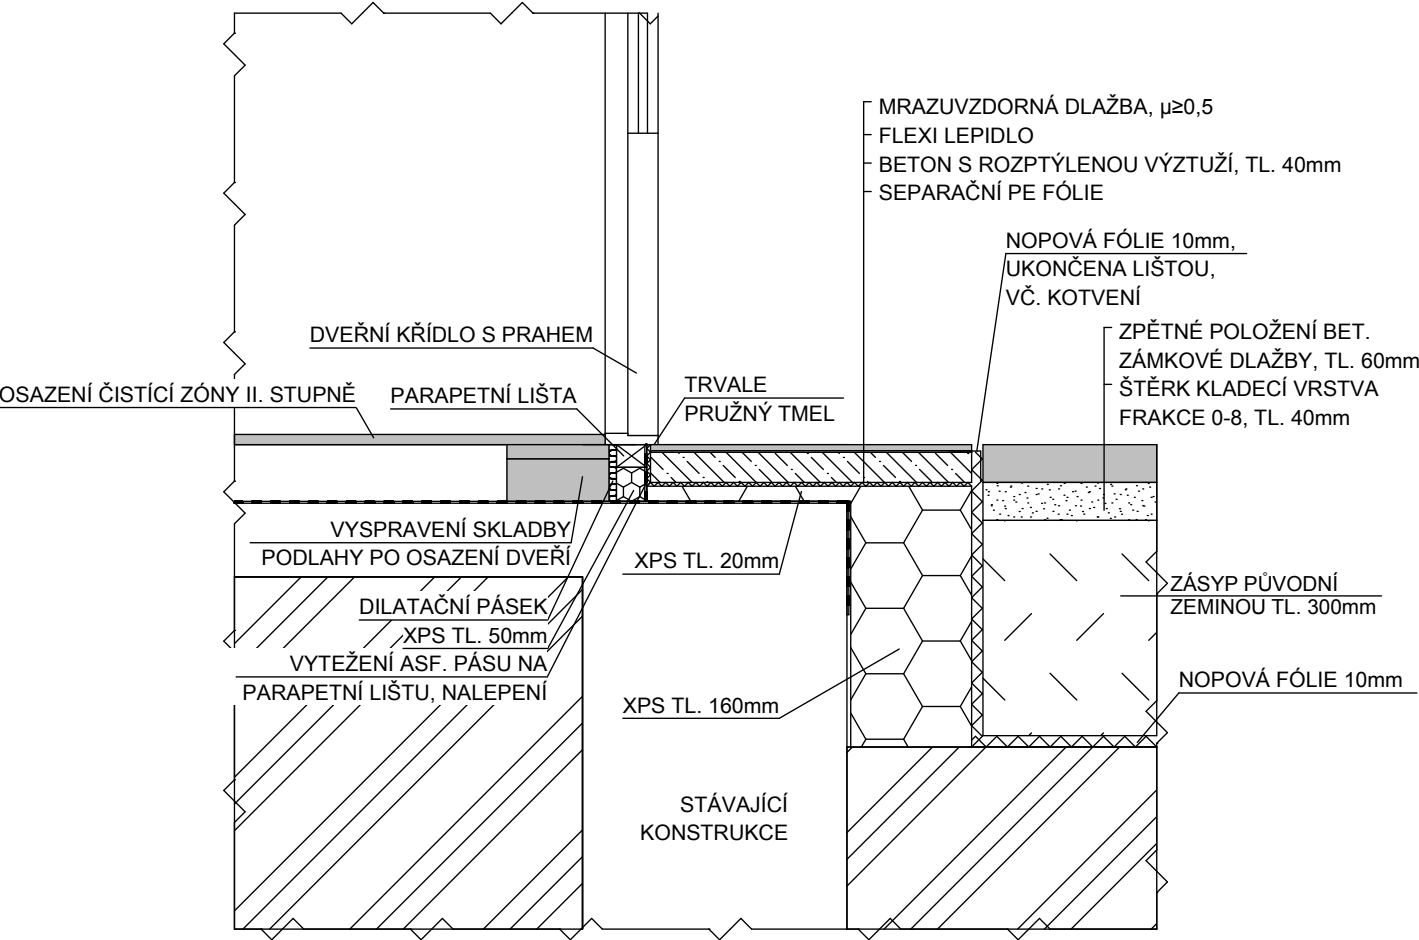 MRAZUVZDORNÁ DLAŽBA, µ≥0,5
FLEXI LEPIDLO
BETON S ROZPTÝLENOU VÝZTUŽÍ, TL. 40mm
SEPARAČNÍ PE FÓLIE
NOPOVÁ FÓLIE 10mm,
UKONČENA LIŠTOU,
VČ. KOTVENÍ
ZPĚTNÉ POLOŽENÍ BET.
ZÁMKOVÉ DLAŽBY, TL. 60mm
ŠTĚRK KLADECÍ VRSTVA
FRAKCE 0-8, TL. 40mm
DVEŘNÍ KŘÍDLO S PRAHEM
OSAZENÍ ČISTÍCÍ ZÓNY II. STUPNĚ
PARAPETNÍ LIŠTA
TRVALE
PRUŽNÝ TMEL
VYSPRAVENÍ SKLADBY
PODLAHY PO OSAZENÍ DVEŘÍ
XPS TL. 20mm
DILATAČNÍ PÁSEK
XPS TL. 50mm
VYTEŽENÍ ASF. PÁSU NA
PARAPETNÍ LIŠTU, NALEPENÍ
ZÁSYP PŮVODNÍ
ZEMINOU TL. 300mm
NOPOVÁ FÓLIE 10mm
XPS TL. 160mm
STÁVAJÍCÍ
KONSTRUKCE